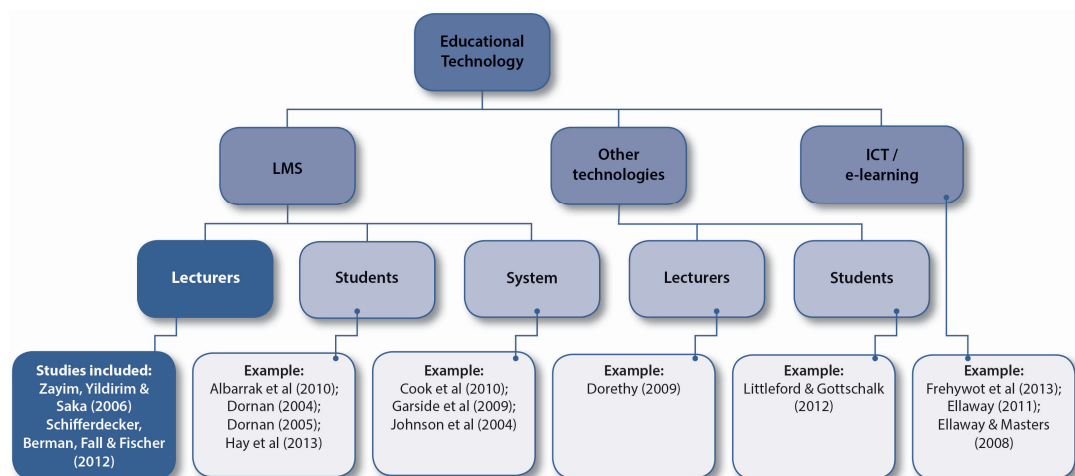 Educational
Technology
LMS
Other
technologies
ICT /
e-learning
Lecturers
Students
System
Lecturers
Students
Studies included:
Zayim, Yildirim &
Saka (2006)
Schifferdecker,
Berman, Fall & Fischer
(2012)
Example:
Albarrak et al (2010);
Dornan (2004);
Dornan (2005);
Hay et al (2013)
Example:
Cook et al (2010);
Garside et al (2009);
Johnson et al (2004)
Example:
Dorethy (2009)
Example:
Littleford & Gottschalk
(2012)
Example:
Frehywot et al (2013);
Ellaway (2011);
Ellaway & Masters
(2008)